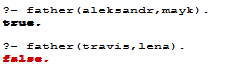 ?- father(aleksandr,mayk).
true.
?- father(travis,lena).
false.